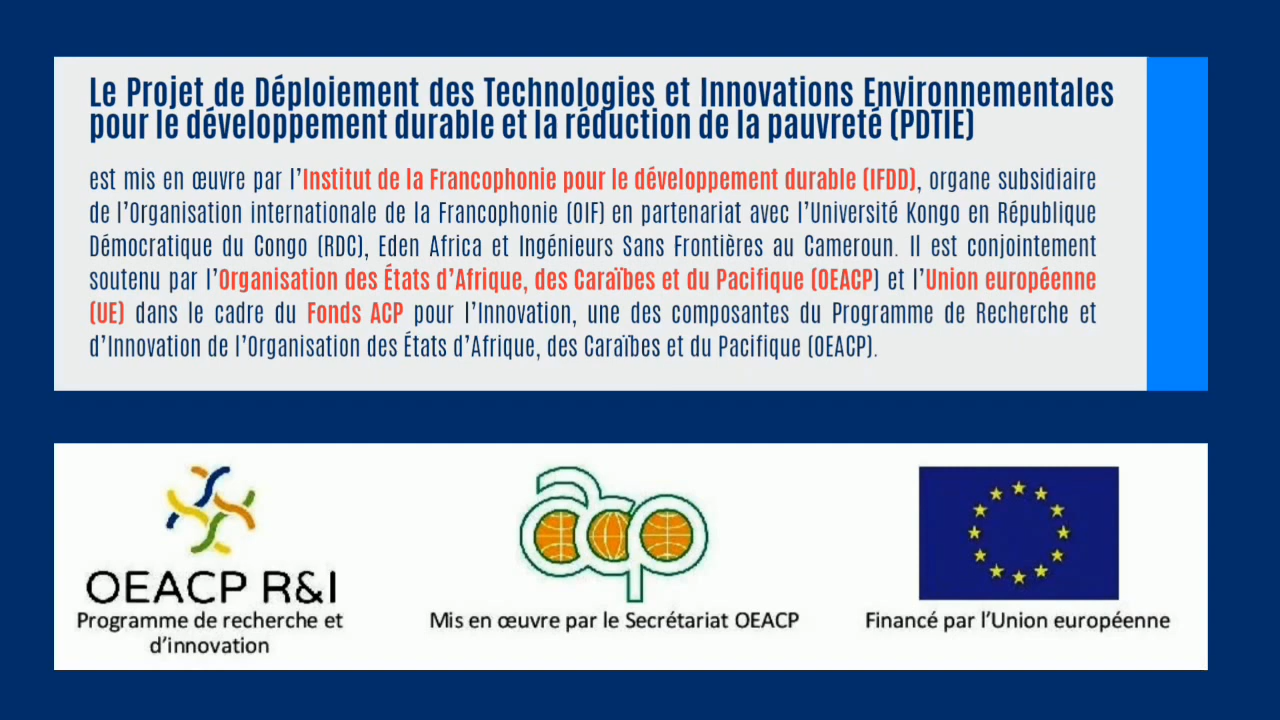 Le Projet de Déploiement des Technologies et Innovations Environnementales
pour le développement durable et la réduction de la pauvreté (PDTIE)
est mis en œuvre par l’Institut de la Francophonie pour le développement durable (IFDD), organe subsidiaire
de l’Organisation internationale de la Francophonie (OIF) en partenariat avec l’Université Kongo en République
Démocratique du Congo (RDC), Eden Africa et Ingénieurs Sans Frontières au Cameroun. Il est conjointement
soutenu par l’Organisation des États d’Afrique, des Caraïbes et du Pacifique (OEACP) et l’Union européenne
(UE) dans le cadre du Fonds ACP pour l’Innovation, une des composantes du Programme de Recherche et
d’Innovation de l’Organisation des États d’Afrique, des Caraïbes et du Pacifique (OEACP).
acp
OEACP R&I
Programme de recherche et
d’innovation
Mis en œuvre par le Secrétariat OEACP
Financé par l’Union européenne